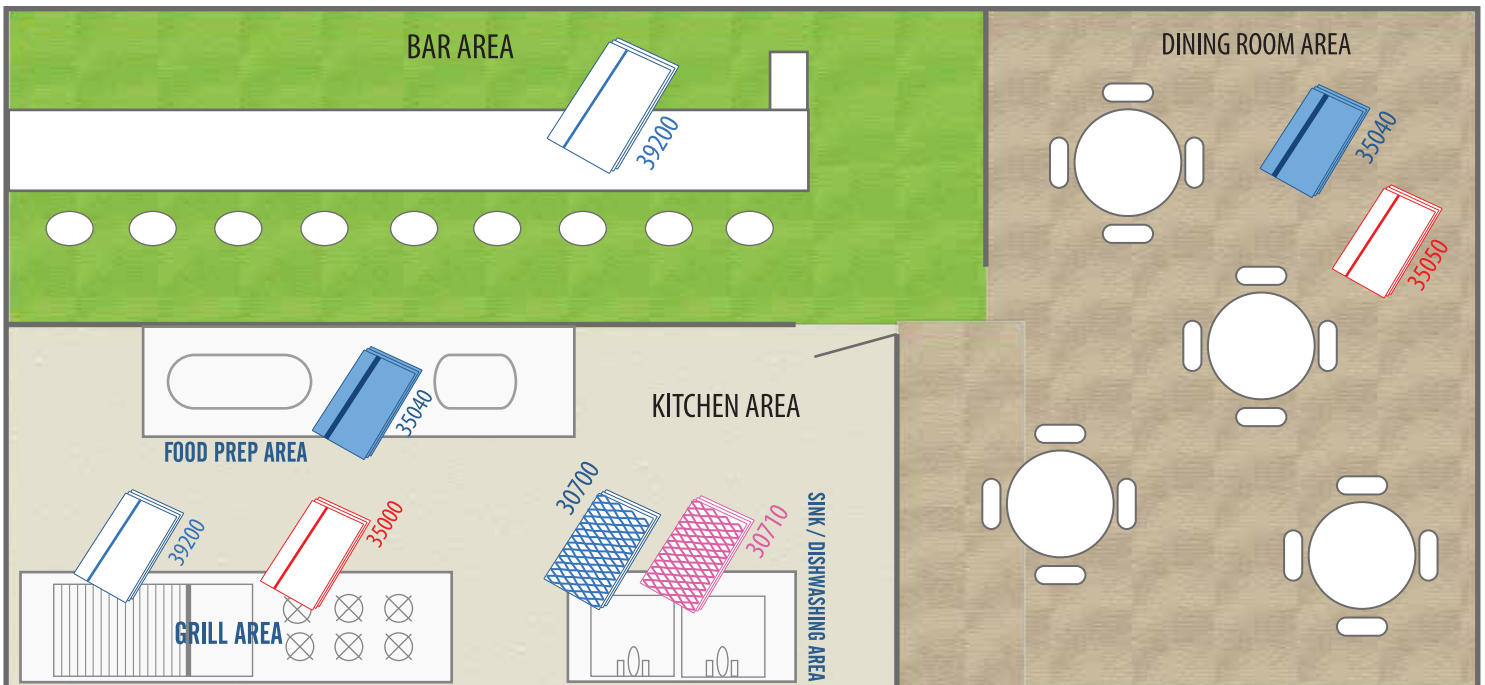 BAR AREA
DINING ROOM AREA
39200
35040
35050
KITCHEN AREA
35040
FOOD PREP AREA
39200
35000
30700
30710
SINK / DISHWASHING AREA
GRILL AREA